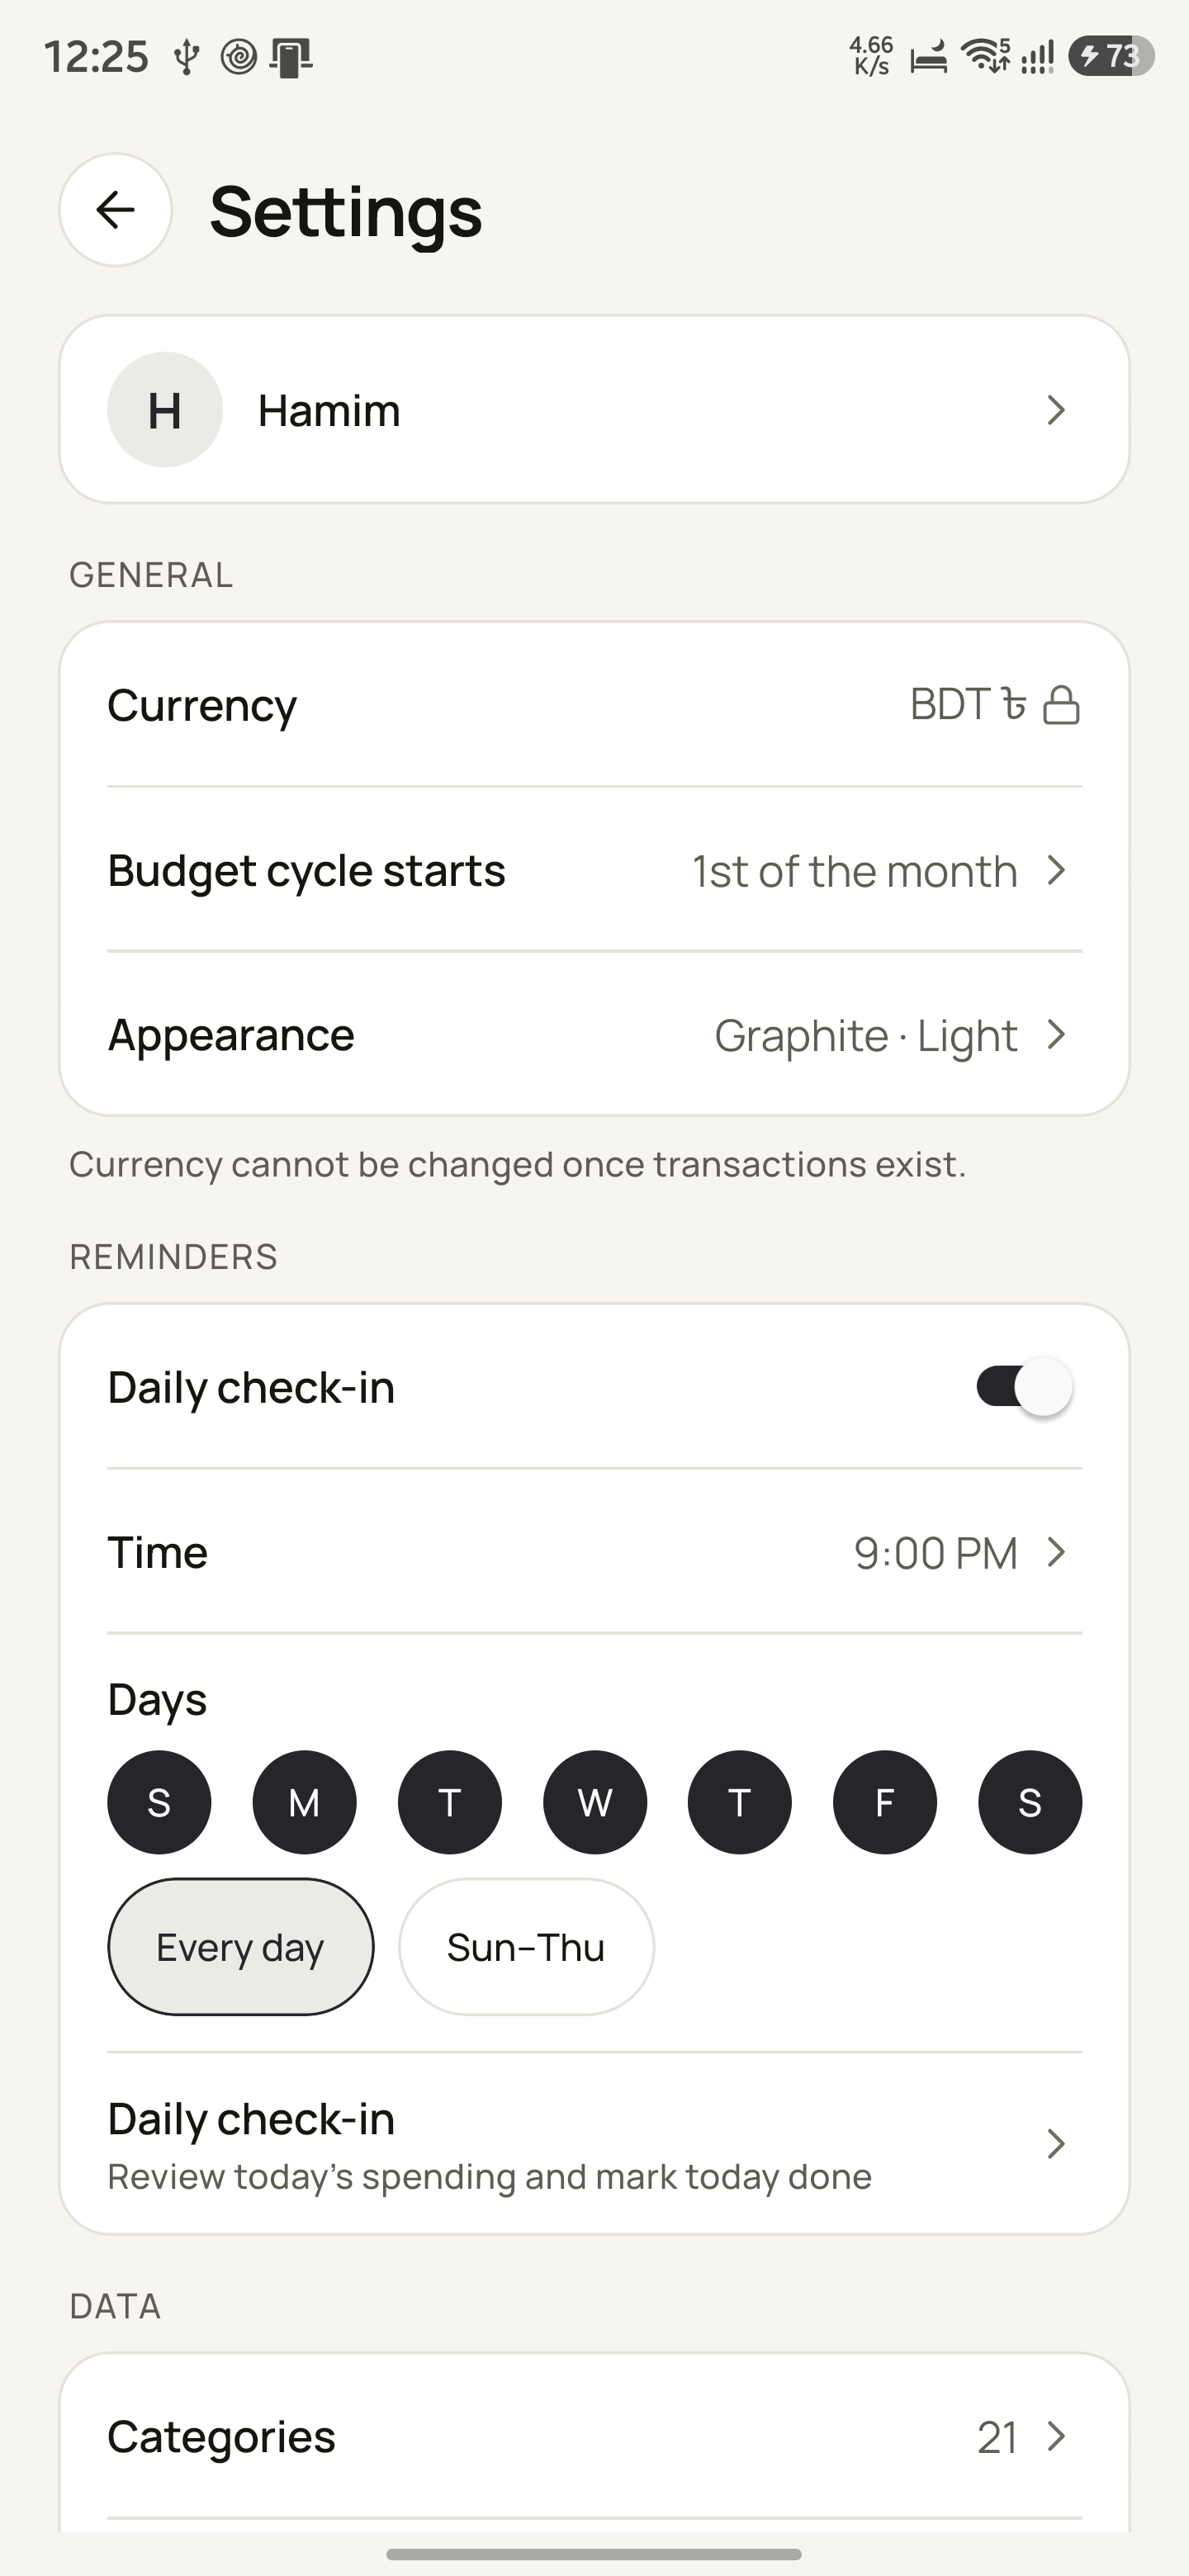 12:25
4.66
K/s
5
73
Settings
H
Hamim
GENERAL
Currency
BDT ৳
Budget cycle starts
1st of the month
Appearance
Graphite · Light
Currency cannot be changed once transactions exist.
REMINDERS
Daily check-in
Time
9:00 PM
Days
S M T W T F S
Every day
Sun–Thu
Daily check-in
Review today’s spending and mark today done
DATA
Categories
21